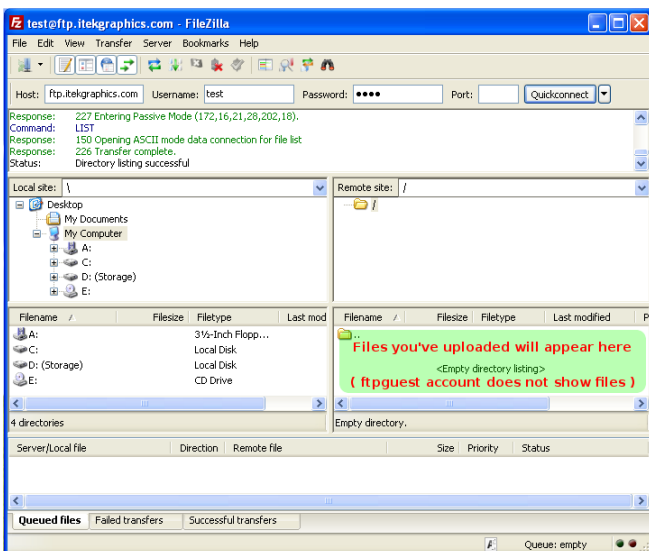 test@ftp.itekgraphics.com - FileZilla
File Edit View Transfer Server Bookmarks Help
Host: ftp.itekgraphics.com Username: test Password: •••• Port: Quickconnect
Response: 227 Entering Passive Mode (172,16,21,28,202,18).
Command: LIST
Response: 150 Opening ASCII mode data connection for file list
Response: 226 Transfer complete.
Status: Directory listing successful
Local site: \
Remote site: /
Desktop
My Documents
My Computer
A:
C:
D: (Storage)
E:
/
Filename / Filesize Filetype Last mod
A: 3½-Inch Flopp...
C: Local Disk
D: (Storage) Local Disk
E: CD Drive
4 directories
Filename / Filesize Filetype Last modified P
..
Files you've uploaded will appear here
<Empty directory listing>
( ftpguest account does not show files )
Empty directory.
Server/Local file Direction Remote file Size Priority Status
Queued files Failed transfers Successful transfers
Queue: empty